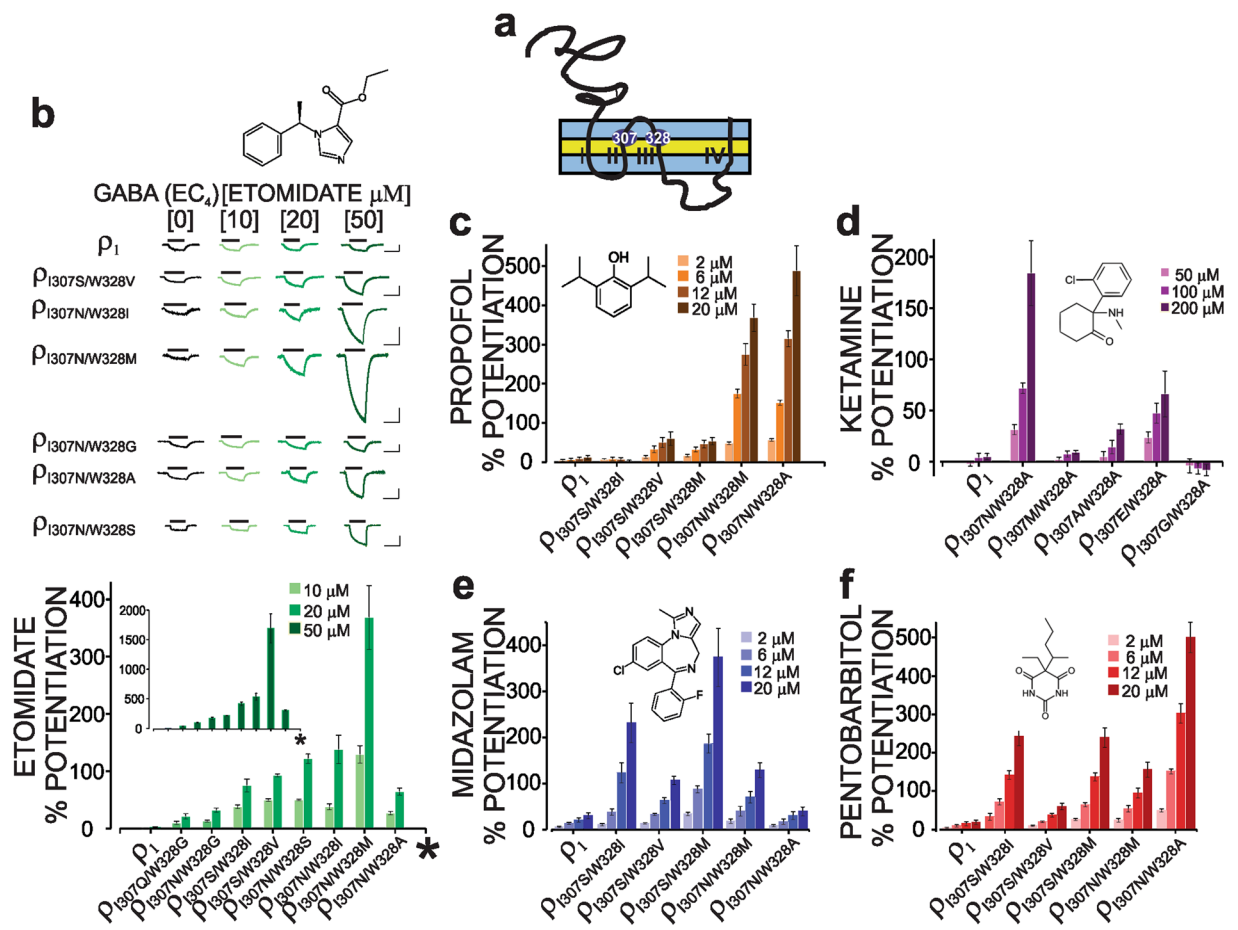 a
307 328
I II III IV
b
O
O
N
N
GABA (EC4)[ETOMIDATE μM]
[0] [10] [20] [50]
ρ1
ρI307S/W328V
ρI307N/W328I
ρI307N/W328M
ρI307N/W328G
ρI307N/W328A
ρI307N/W328S
ETOMIDATE
% POTENTIATION
400
300
200
100
0
2000
1500
1000
500
0
10 μM
20 μM
50 μM
*
*
ρ1
ρI307Q/W328G
ρI307N/W328G
ρI307S/W328I
ρI307S/W328V
ρI307N/W328S
ρI307N/W328I
ρI307N/W328M
ρI307N/W328A
c
PROPOFOL
% POTENTIATION
500
400
300
200
100
0
OH
2 μM
6 μM
12 μM
20 μM
ρ1
ρI307S/W328I
ρI307S/W328V
ρI307S/W328M
ρI307N/W328M
ρI307N/W328A
d
KETAMINE
% POTENTIATION
200
150
100
50
0
Cl
NH
O
50 μM
100 μM
200 μM
ρ1
ρI307N/W328A
ρI307M/W328A
ρI307A/W328A
ρI307E/W328A
ρI307G/W328A
e
MIDAZOLAM
% POTENTIATION
400
300
200
100
0
N
N
Cl
N
F
2 μM
6 μM
12 μM
20 μM
ρ1
ρI307S/W328I
ρI307S/W328V
ρI307S/W328M
ρI307N/W328M
ρI307N/W328A
f
PENTOBARBITOL
% POTENTIATION
500
400
300
200
100
0
O O
HN NH
O
2 μM
6 μM
12 μM
20 μM
ρ1
ρI307S/W328I
ρI307S/W328V
ρI307S/W328M
ρI307N/W328M
ρI307N/W328A